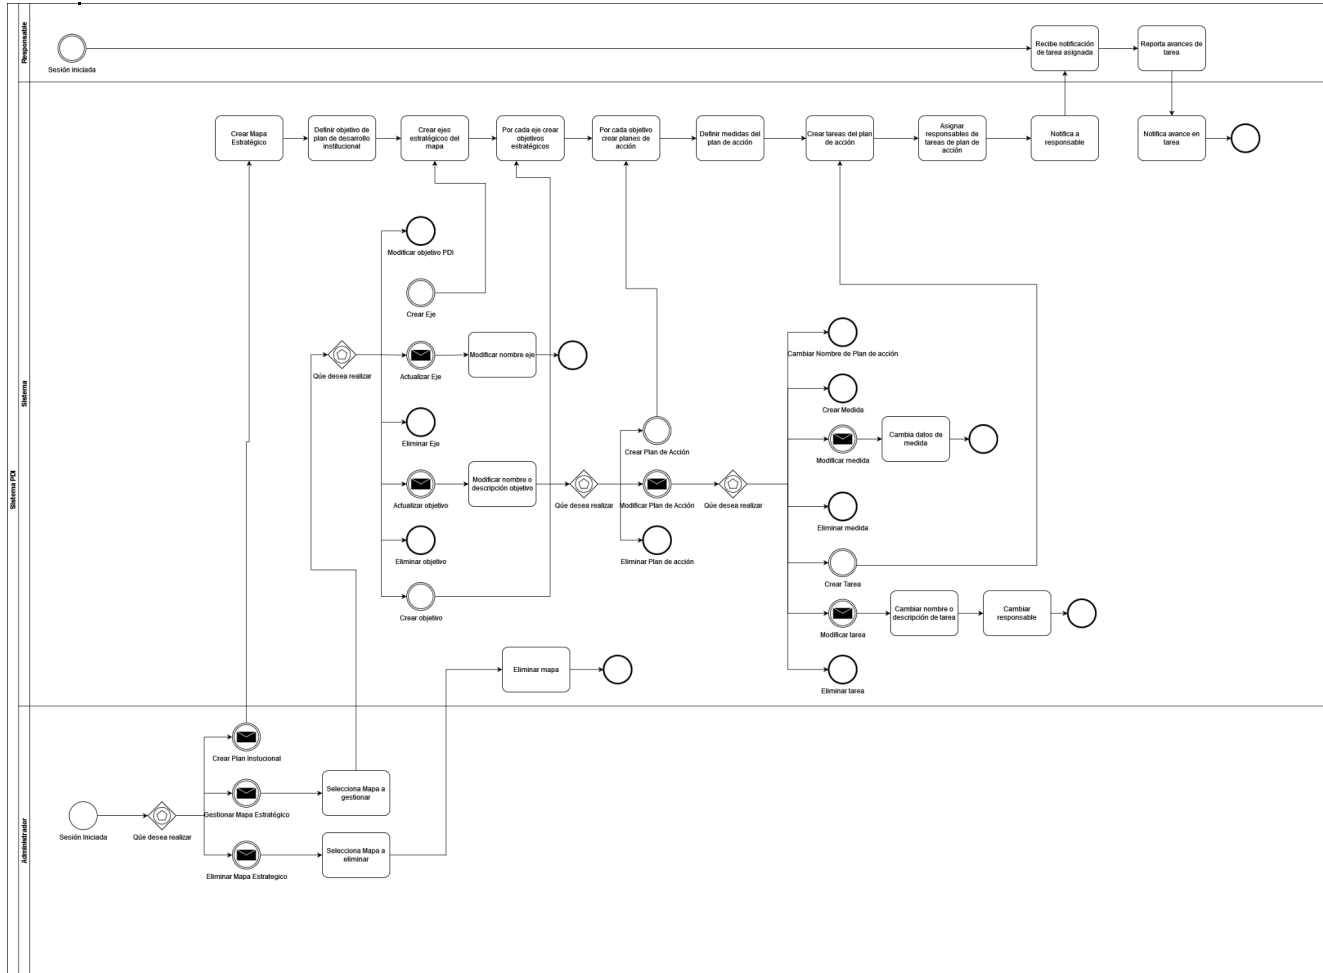 Sistema PDI
Responsable
Sesión iniciada
Recibe notificación
de tarea asignada
Reporta avances de
tarea
Sistema
Crear Mapa
Estratégico
Definir objetivo de
plan de desarrollo
institucional
Crear ejes
estratégicos del
mapa
Por cada eje crear
objetivos
estratégicos
Por cada objetivo
crear planes de
acción
Definir medidas del
plan de acción
Crear tareas del plan
de acción
Asignar
responsables de
tareas de plan de
acción
Notifica a
responsable
Notifica avance en
tarea
Modificar objetivo PDI
Crear Eje
Qúe desea realizar
Actualizar Eje
Modificar nombre eje
Eliminar Eje
Actualizar objetivo
Modificar nombre o
descripción objetivo
Eliminar objetivo
Crear objetivo
Qúe desea realizar
Crear Plan de Acción
Modificar Plan de Acción
Eliminar Plan de acción
Qúe desea realizar
Cambiar Nombre de Plan de acción
Crear Medida
Modificar medida
Cambia datos de
medida
Eliminar medida
Crear Tarea
Modificar tarea
Cambiar nombre o
descripción de tarea
Cambiar
responsable
Eliminar tarea
Eliminar mapa
Administrador
Sesión Iniciada
Qúe desea realizar
Crear Plan Instucional
Gestionar Mapa Estratégico
Selecciona Mapa a
gestionar
Eliminar Mapa Estrategico
Selecciona Mapa a
eliminar